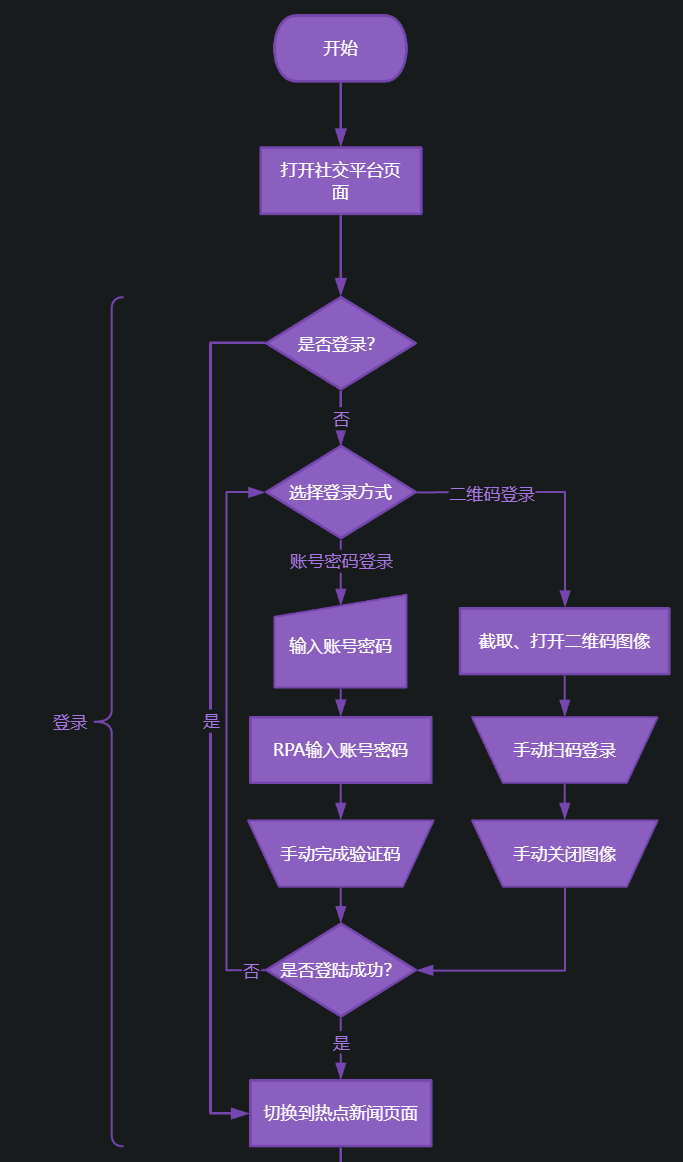 开始
打开社交平台页
面
是否登录？
否
选择登录方式
二维码登录
账号密码登录
输入账号密码
截取、打开二维码图像
登录
是
RPA输入账号密码
手动扫码登录
手动完成验证码
手动关闭图像
否
是否登陆成功？
是
切换到热点新闻页面